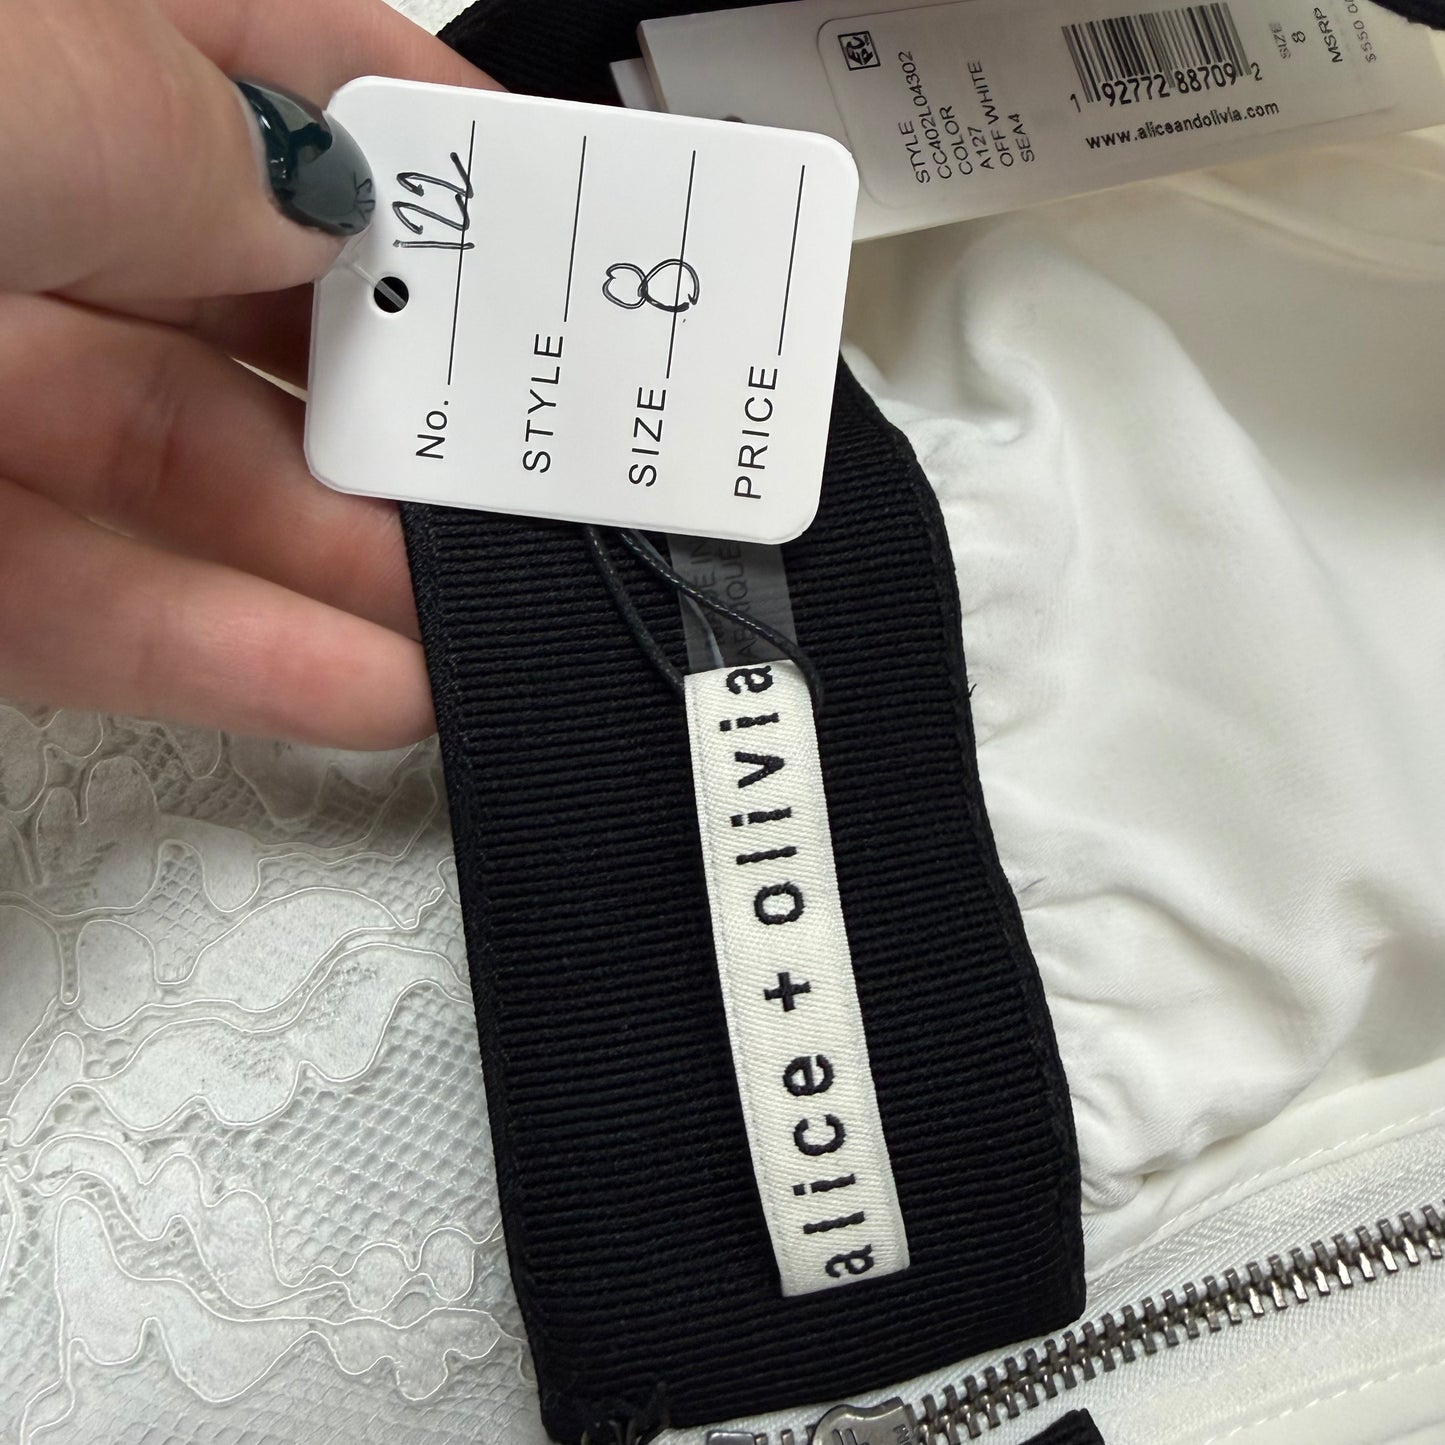 No. 122
STYLE
SIZE 8
PRICE
alice + olivia
STYLE
CC402L04302
COLOR
A127
OFF WHITE
SEA4
1 92772 88709 2
www.aliceandolivia.com
SIZE
8
MSRP